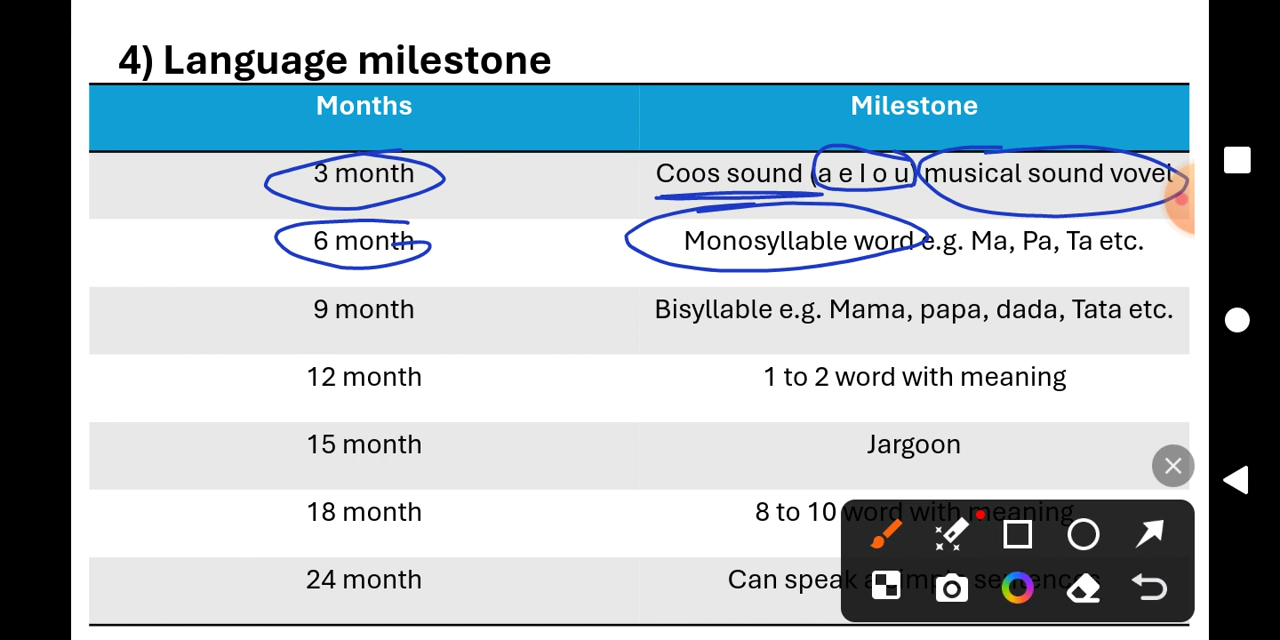 4) Language milestone
Months Milestone
3 month Coos sound (a e I o u) musical sound vovel
6 month Monosyllable word e.g. Ma, Pa, Ta etc.
9 month Bisyllable e.g. Mama, papa, dada, Tata etc.
12 month 1 to 2 word with meaning
15 month Jargoon
18 month 8 to 10 word with meaning
24 month Can speak